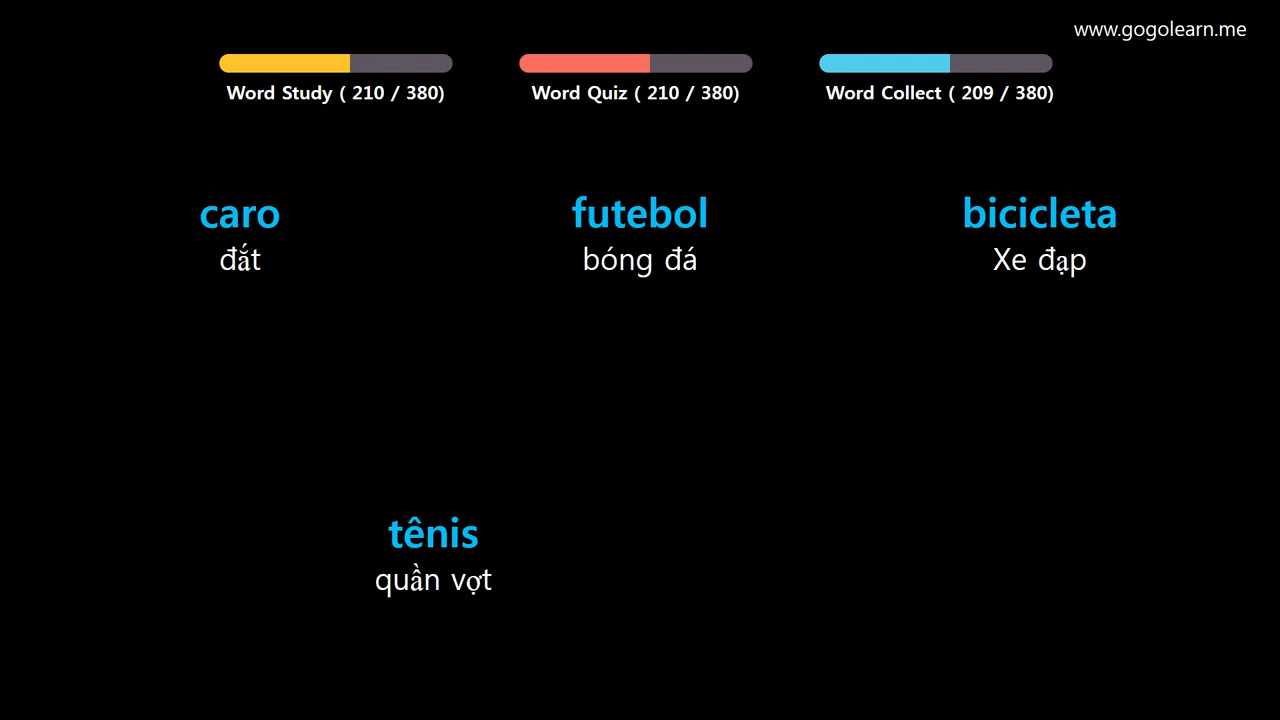 www.gogolearn.me
Word Study ( 210 / 380)
Word Quiz ( 210 / 380)
Word Collect ( 209 / 380)
caro
đắt
futebol
bóng đá
bicicleta
Xe đạp
tênis
quần vợt